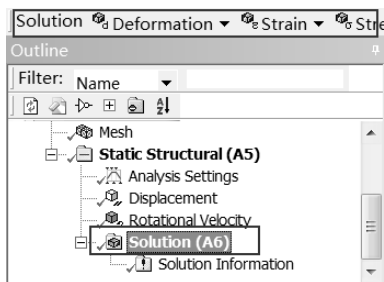 Solution Deformation Strain Stre
Outline
Filter: Name
Mesh
Static Structural (A5)
Analysis Settings
Displacement
Rotational Velocity
Solution (A6)
Solution Information